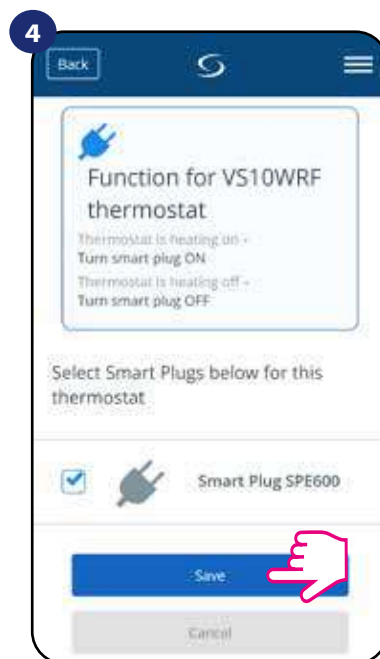 4
Back
Function for VS10WRF
thermostat
Thermostat is heating on -
Turn smart plug ON
Thermostat is heating off -
Turn smart plug OFF
Select Smart Plugs below for this
thermostat
Smart Plug SPE600
Save
Cancel